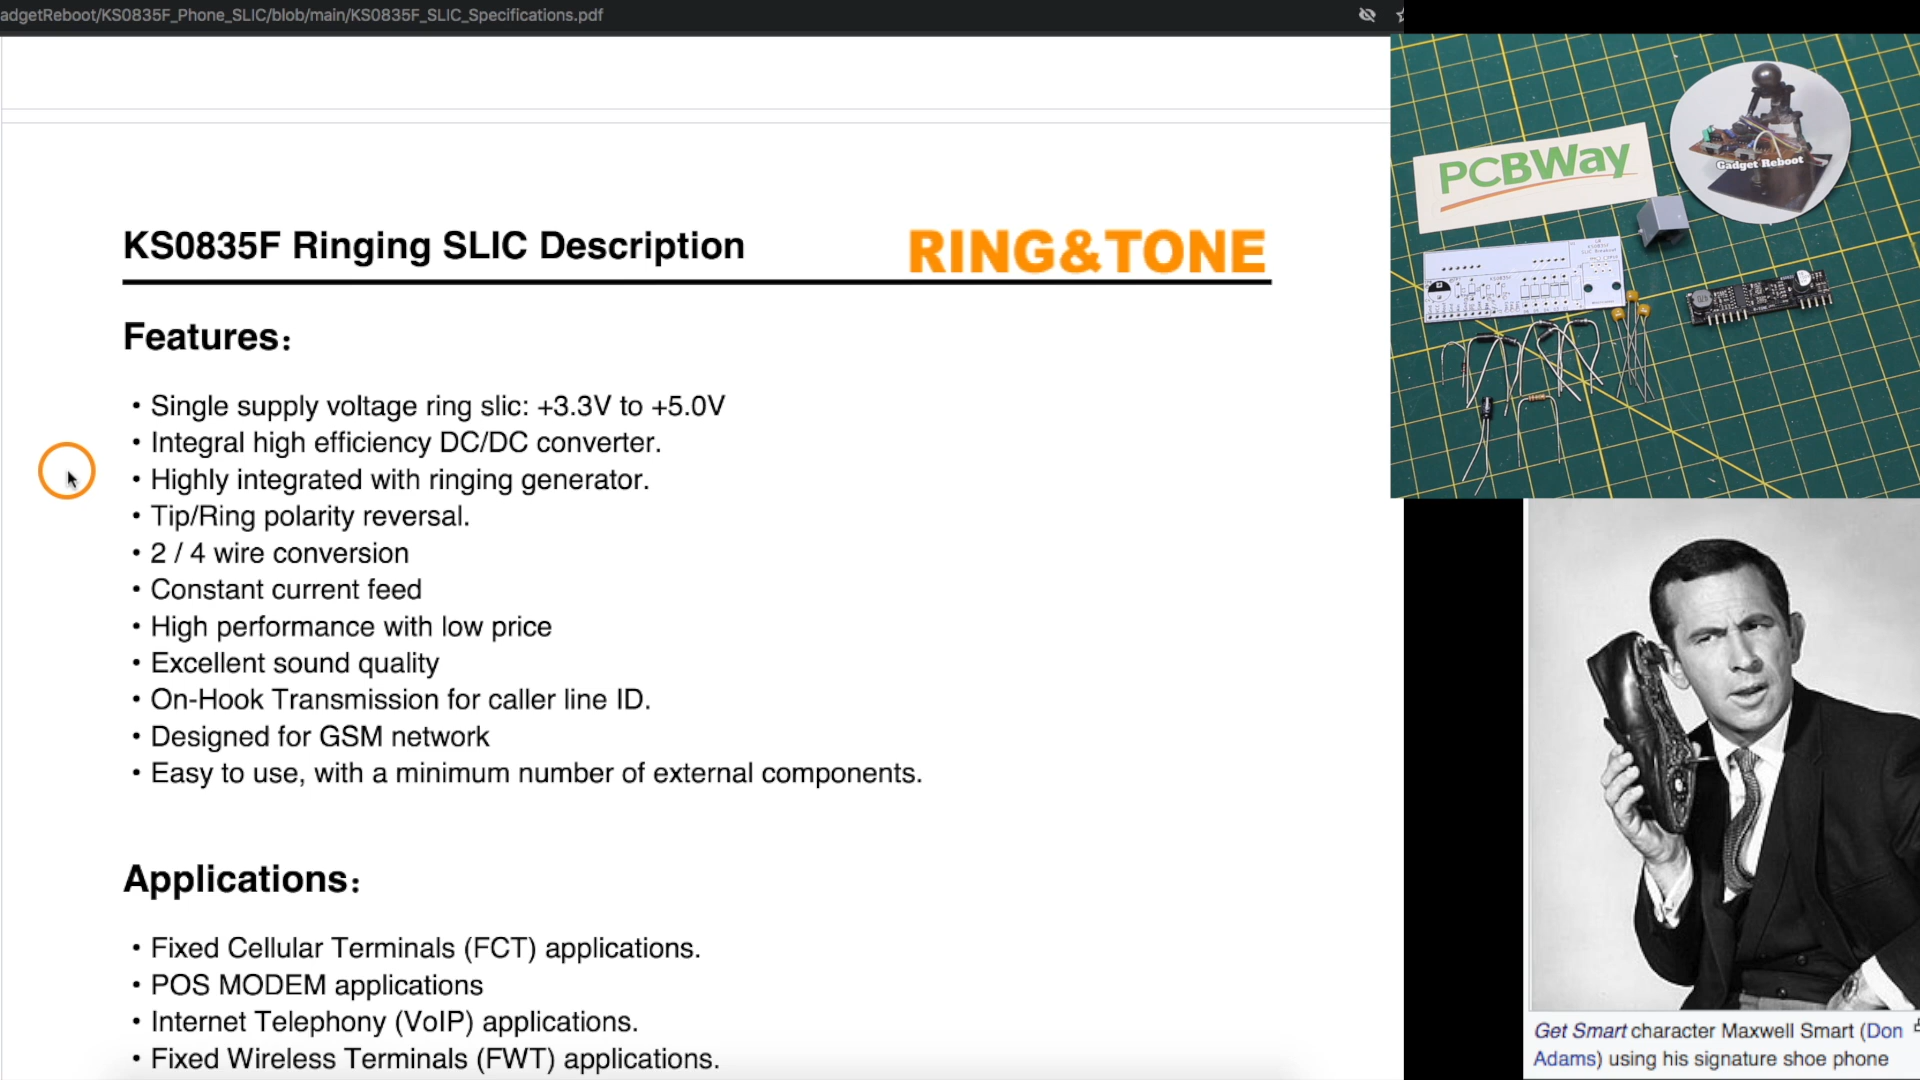 adgetReboot/KS0835F_Phone_SLIC/blob/main/KS0835F_SLIC_Specifications.pdf
KS0835F Ringing SLIC Description
RING&TONE
Features:
• Single supply voltage ring slic: +3.3V to +5.0V
• Integral high efficiency DC/DC converter.
• Highly integrated with ringing generator.
• Tip/Ring polarity reversal.
• 2 / 4 wire conversion
• Constant current feed
• High performance with low price
• Excellent sound quality
• On-Hook Transmission for caller line ID.
• Designed for GSM network
• Easy to use, with a minimum number of external components.
Applications:
• Fixed Cellular Terminals (FCT) applications.
• POS MODEM applications
• Internet Telephony (VoIP) applications.
• Fixed Wireless Terminals (FWT) applications.
PCBWay
Gadget Reboot
Get Smart character Maxwell Smart (Don
Adams) using his signature shoe phone